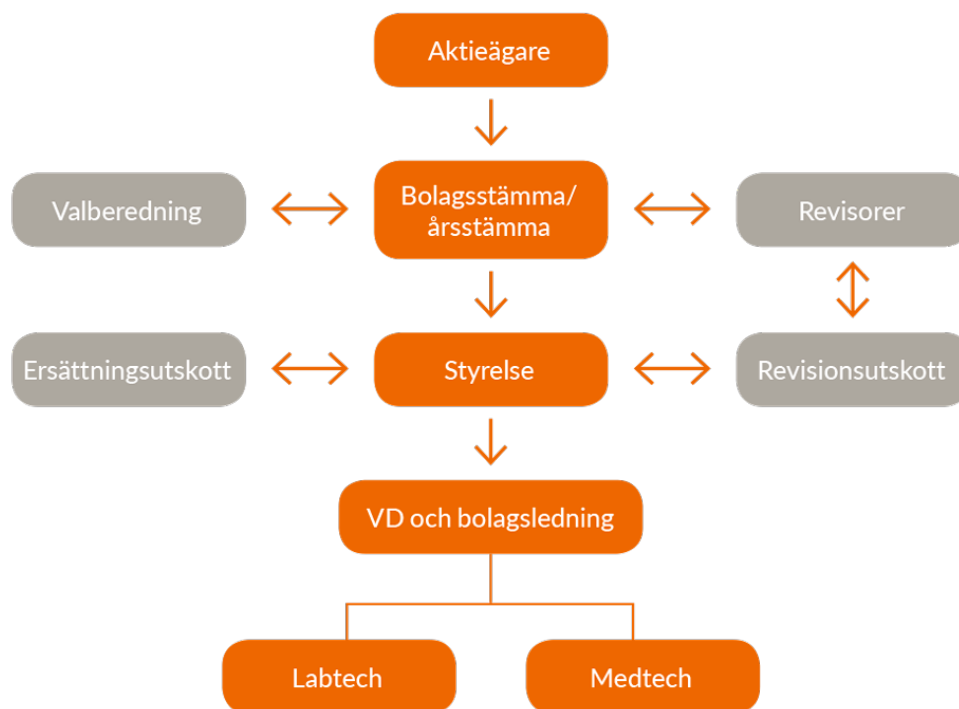 Aktieägare
Valberedning
Bolagsstämma/
årsstämma
Revisorer
Ersättningsutskott
Styrelse
Revisionsutskott
VD och bolagsledning
Labtech
Medtech